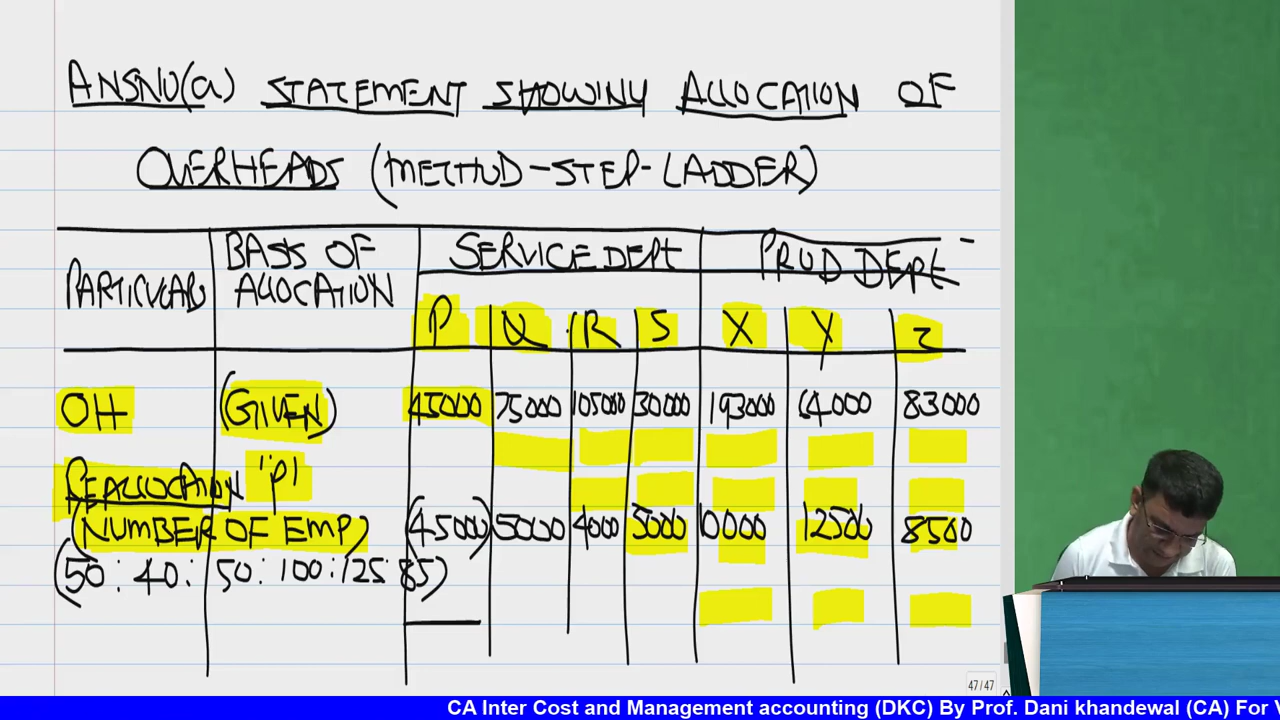 ANSNO(a) STATEMENT SHOWING ALLOCATION OF
OVERHEADS (METHOD-STEP-LADDER)
PARTICULARS BASIS OF ALLOCATION SERVICE DEPT PROD DEPT
P Q R S X Y Z
OH (GIVEN) 45000 75000 105000 30000 193000 64000 83000
REALLOCATION "P"
(NUMBER OF EMP) (45000) 5000 4000 5000 10000 12500 8500
(50: 40: 50: 100: 125: 85)
47/47
CA Inter Cost and Management accounting (DKC) By Prof. Dani khandewal (CA) For